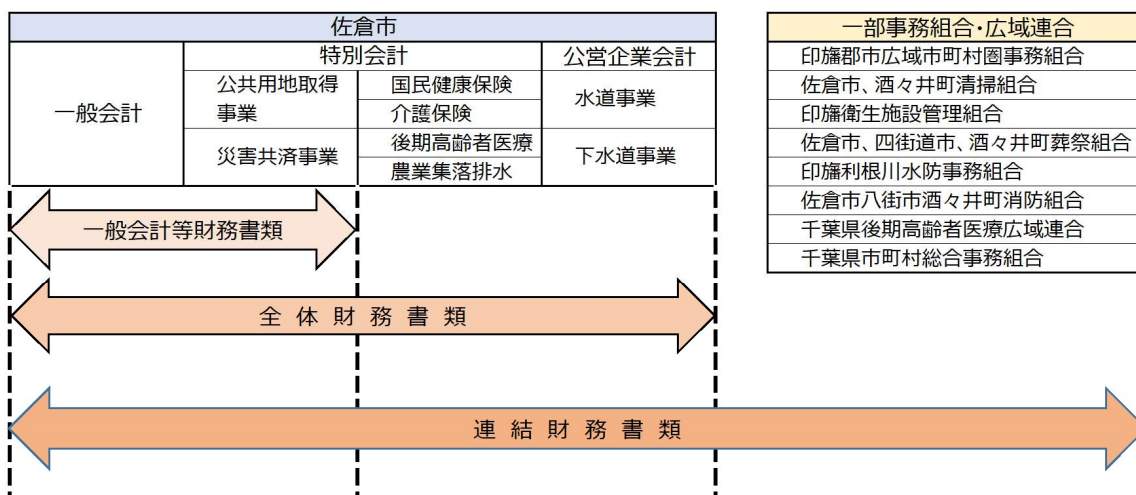 佐倉市
一般会計
特別会計
公営企業会計
公共用地取得
事業
災害共済事業
国民健康保険
介護保険
後期高齢者医療
農業集落排水
水道事業
下水道事業
一部事務組合・広域連合
印旛郡市広域市町村圏事務組合
佐倉市、酒々井町清掃組合
印旛衛生施設管理組合
佐倉市、四街道市、酒々井町葬祭組合
印旛利根川水防事務組合
佐倉市八街市酒々井町消防組合
千葉県後期高齢者医療広域連合
千葉県市町村総合事務組合
一般会計等財務書類
全体財務書類
連結財務書類